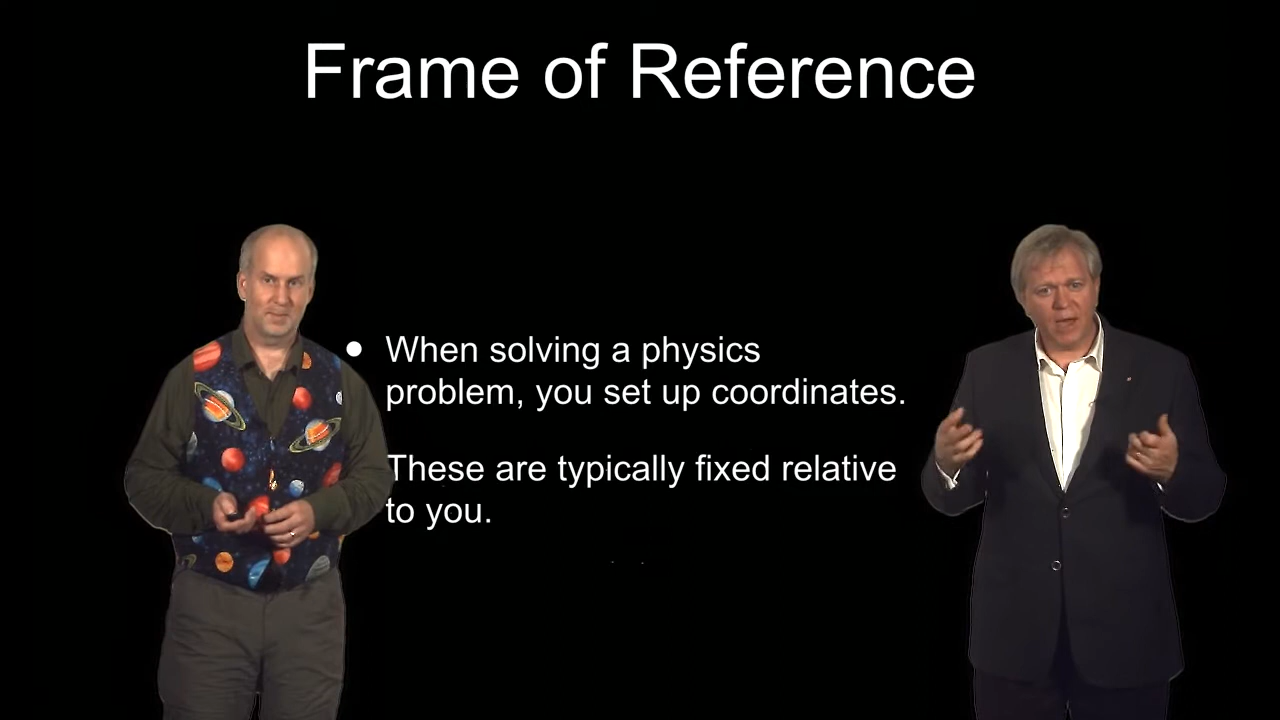 Frame of Reference
• When solving a physics
problem, you set up coordinates.
These are typically fixed relative
to you.